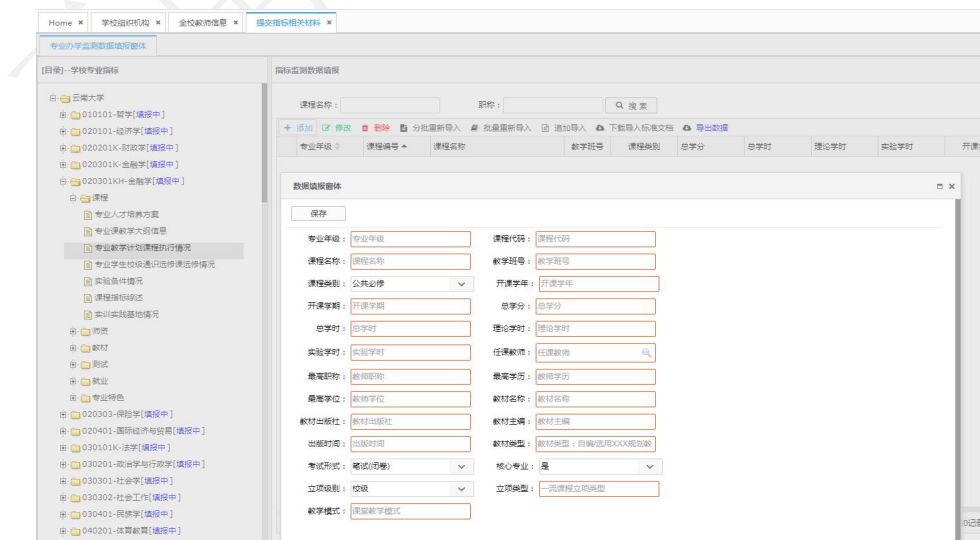 Home × 学校组织机构 × 全校教师信息 × 提交指标相关材料 ×
专业办学监测数据填报窗体
[目录]--学校专业指标
指标监测数据填报
云南大学
010101-哲学[填报中]
020101-经济学[填报中]
020201K-财政学[填报中]
020301K-金融学[填报中]
020301KH-金融学[填报中]
课程
专业人才培养方案
专业课教学大纲信息
专业教学计划课程执行情况
专业学生校级通识选修课选修情况
实验条件情况
课程指标综述
实训实践基地情况
师资
教材
测试
就业
专业特色
020303-保险学[填报中]
020401-国际经济与贸易[填报中]
030101K-法学[填报中]
030201-政治学与行政学[填报中]
030301-社会学[填报中]
030302-社会工作[填报中]
030401-民族学[填报中]
040201-体育教育[填报中]
课程名称： 职称： 搜索
添加 修改 删除 分批重新导入 批量重新导入 追加导入 下载导入标准文档 导出数据
专业年级 课程编号 课程名称 教学班号 课程类别 总学分 总学时 理论学时 实验学时 开课
数据填报窗体
保存
专业年级： 专业年级 课程代码： 课程代码
课程名称： 课程名称 教学班号： 教学班号
课程类别： 公共必修 开课学年： 开课学年
开课学期： 开课学期 总学分： 总学分
总学时： 总学时 理论学时： 理论学时
实验学时： 实验学时 任课教师： 任课教师
最高职称： 教师职称 最高学历： 教师学历
最高学位： 教师学位 教材名称： 教材名称
教材出版社： 教材出版社 教材主编： 教材主编
出版时间： 出版时间 教材类型： 教材类型：自编/选用XXX规划教
考试形式： 笔试(闭卷) 核心专业： 是
立项级别： 校级 立项类型： 一流课程立项类型
教学模式： 课堂教学模式
0记